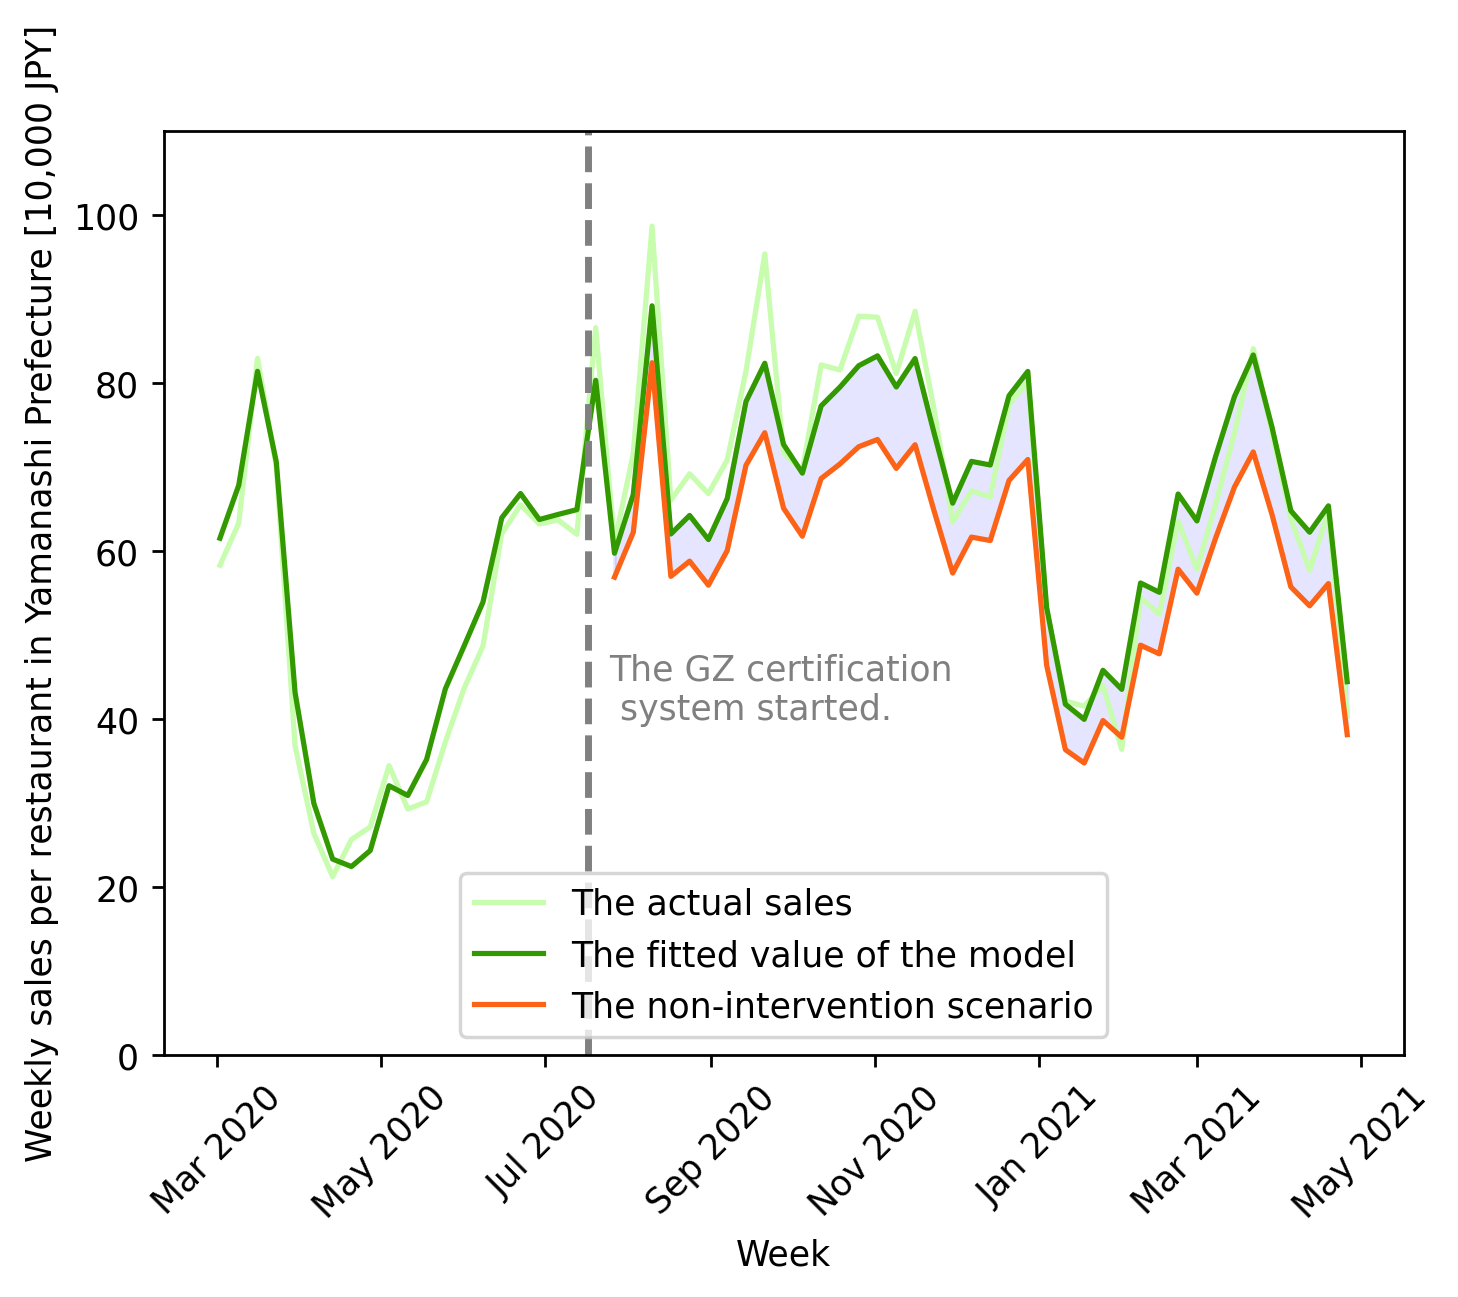 Weekly sales per restaurant in Yamanashi Prefecture [10,000 JPY]
100
80
60
40
20
0
The GZ certification
system started.
The actual sales
The fitted value of the model
The non-intervention scenario
Mar 2020
May 2020
Jul 2020
Sep 2020
Nov 2020
Jan 2021
Mar 2021
May 2021
Week